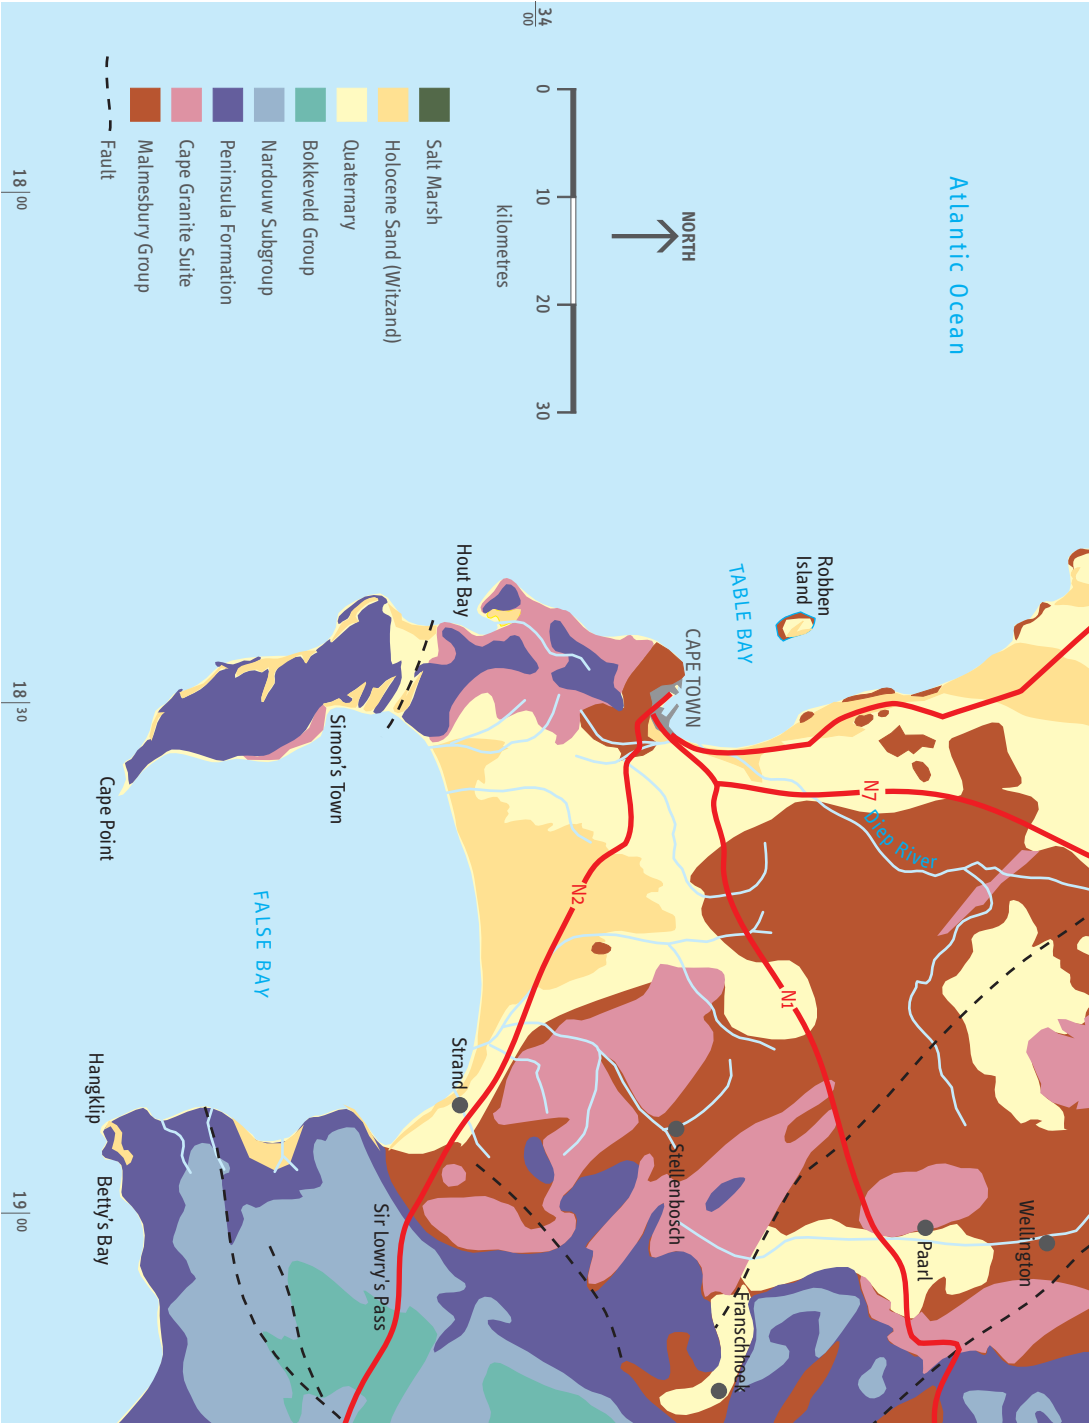 34
00
18 00
18 30
19 00
0
10
20
30
kilometres
NORTH
Salt Marsh
Holocene Sand (Witzand)
Quaternary
Bokkeveld Group
Nardouw Subgroup
Peninsula Formation
Cape Granite Suite
Malmesbury Group
Fault
Atlantic Ocean
Robben
Island
TABLE BAY
CAPE TOWN
Hout Bay
Simon's Town
Cape Point
FALSE BAY
N7
Diep River
N2
N1
Strand
Stellenbosch
Paarl
Wellington
Franschhoek
Sir Lowry's Pass
Hangklip
Betty's Bay